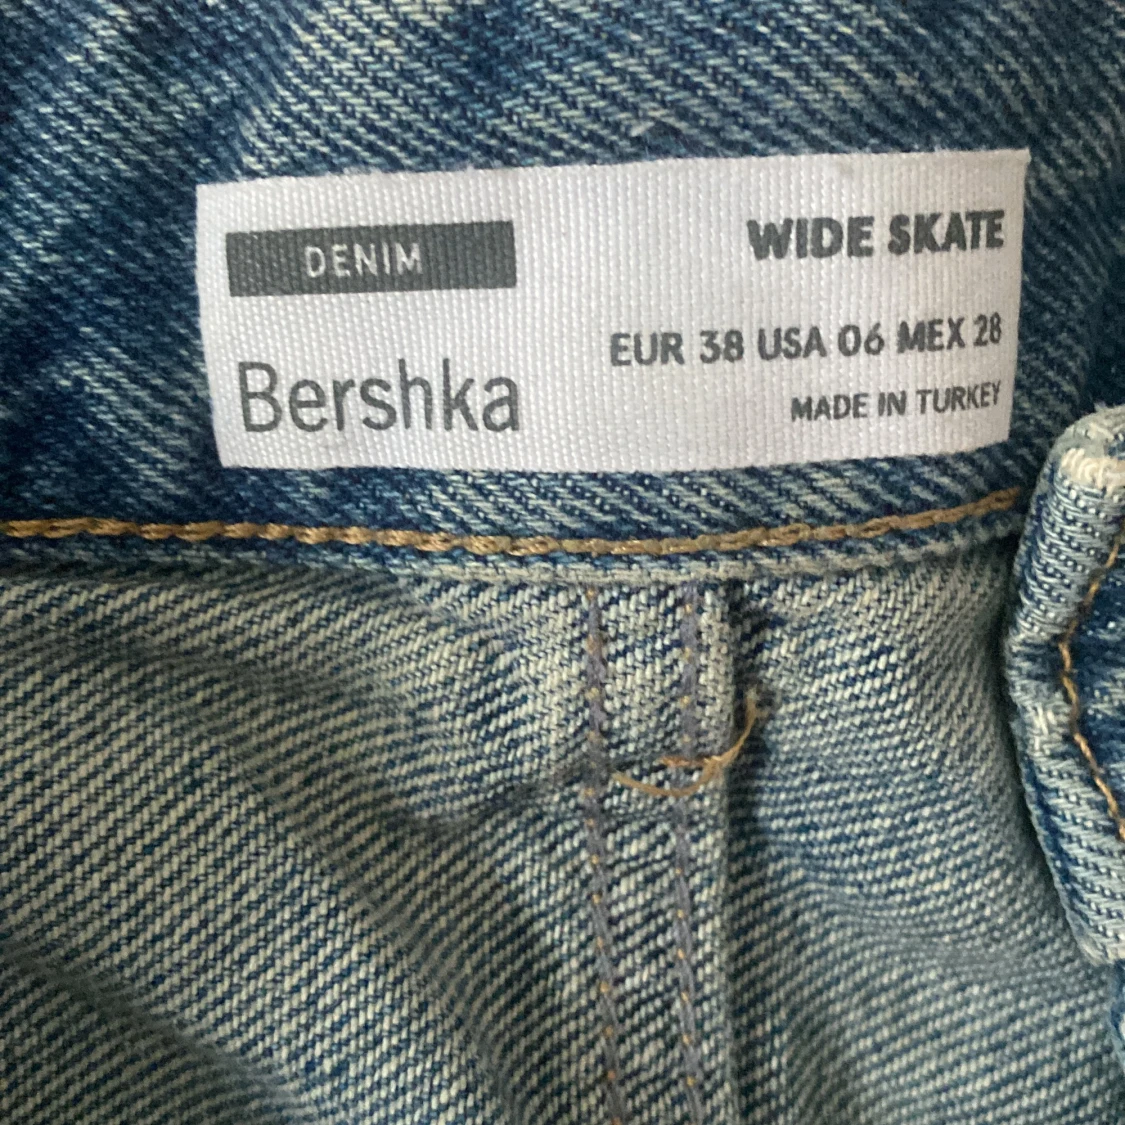 DENIM
Bershka
WIDE SKATE
EUR 38 USA 06 MEX 28
MADE IN TURKEY